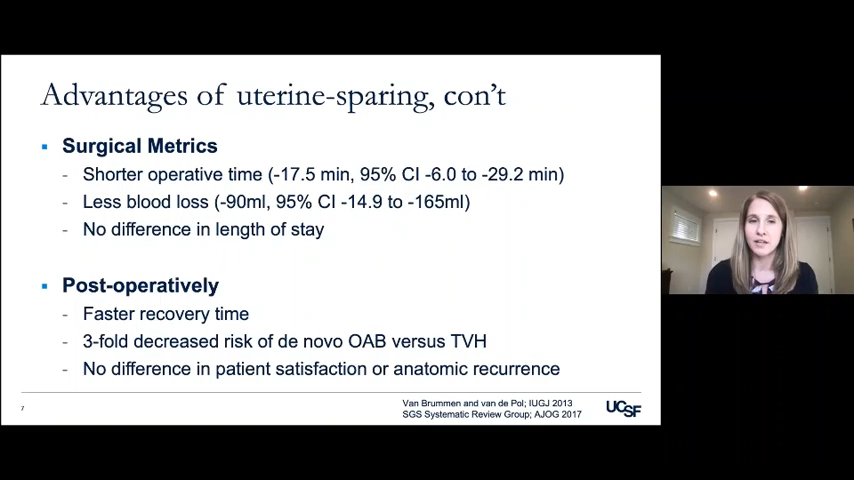 Advantages of uterine-sparing, con't
▪ Surgical Metrics
- Shorter operative time (-17.5 min, 95% CI -6.0 to -29.2 min)
- Less blood loss (-90ml, 95% CI -14.9 to -165ml)
- No difference in length of stay
▪ Post-operatively
- Faster recovery time
- 3-fold decreased risk of de novo OAB versus TVH
- No difference in patient satisfaction or anatomic recurrence
7
Van Brummen and van de Pol; IUGJ 2013
SGS Systematic Review Group; AJOG 2017
UCSF